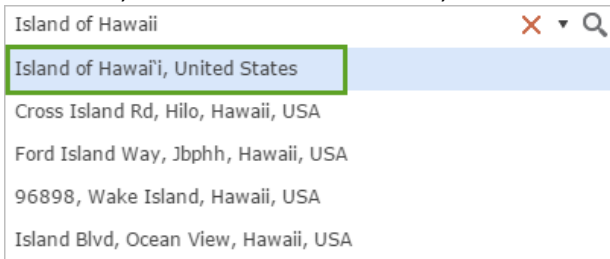 Island of Hawaii
Island of Hawai`i, United States
Cross Island Rd, Hilo, Hawaii, USA
Ford Island Way, Jbphh, Hawaii, USA
96898, Wake Island, Hawaii, USA
Island Blvd, Ocean View, Hawaii, USA